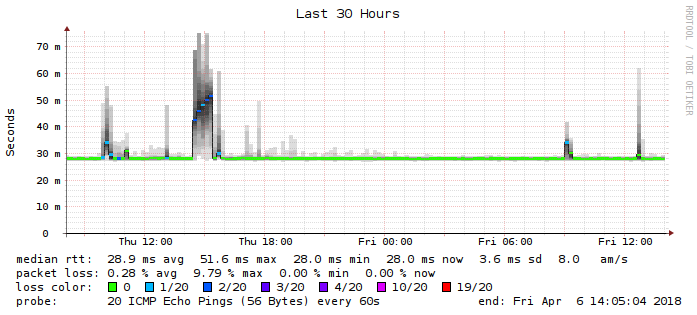 Last 30 Hours
RRDTOOL / TOBI OETIKER
Seconds
70 m
60 m
50 m
40 m
30 m
20 m
10 m
0
Thu 12:00 Thu 18:00 Fri 00:00 Fri 06:00 Fri 12:00
median rtt: 28.9 ms avg 51.6 ms max 28.0 ms min 28.0 ms now 3.6 ms sd 8.0 am/s
packet loss: 0.28 % avg 9.79 % max 0.00 % min 0.00 % now
loss color: 0 1/20 2/20 3/20 4/20 10/20 19/20
probe: 20 ICMP Echo Pings (56 Bytes) every 60s end: Fri Apr 6 14:05:04 2018